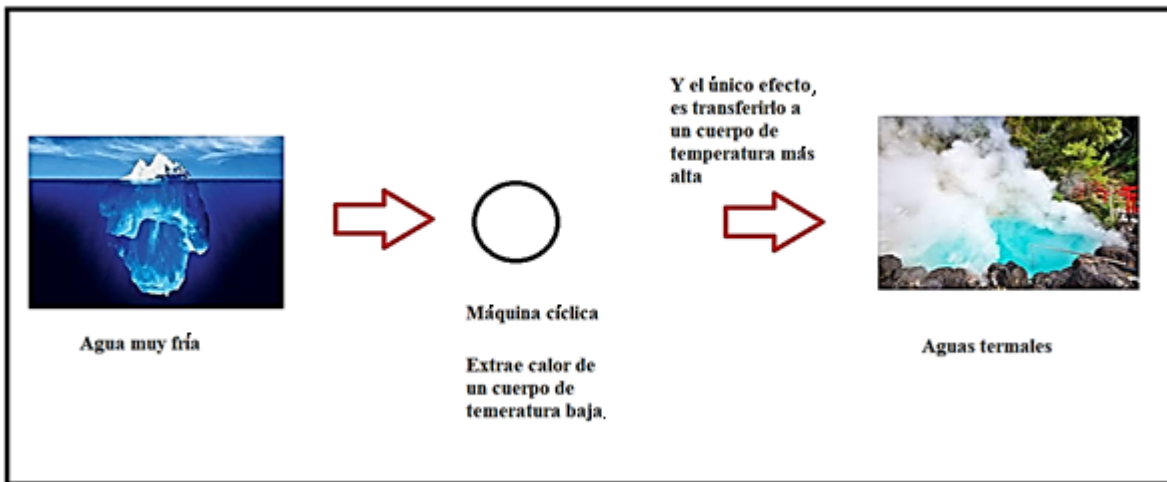 Y el único efecto,
es transferirlo a
un cuerpo de
temperatura más
alta
Agua muy fría
Máquina cíclica
Extrae calor de
un cuerpo de
temeratura baja.
Aguas termales